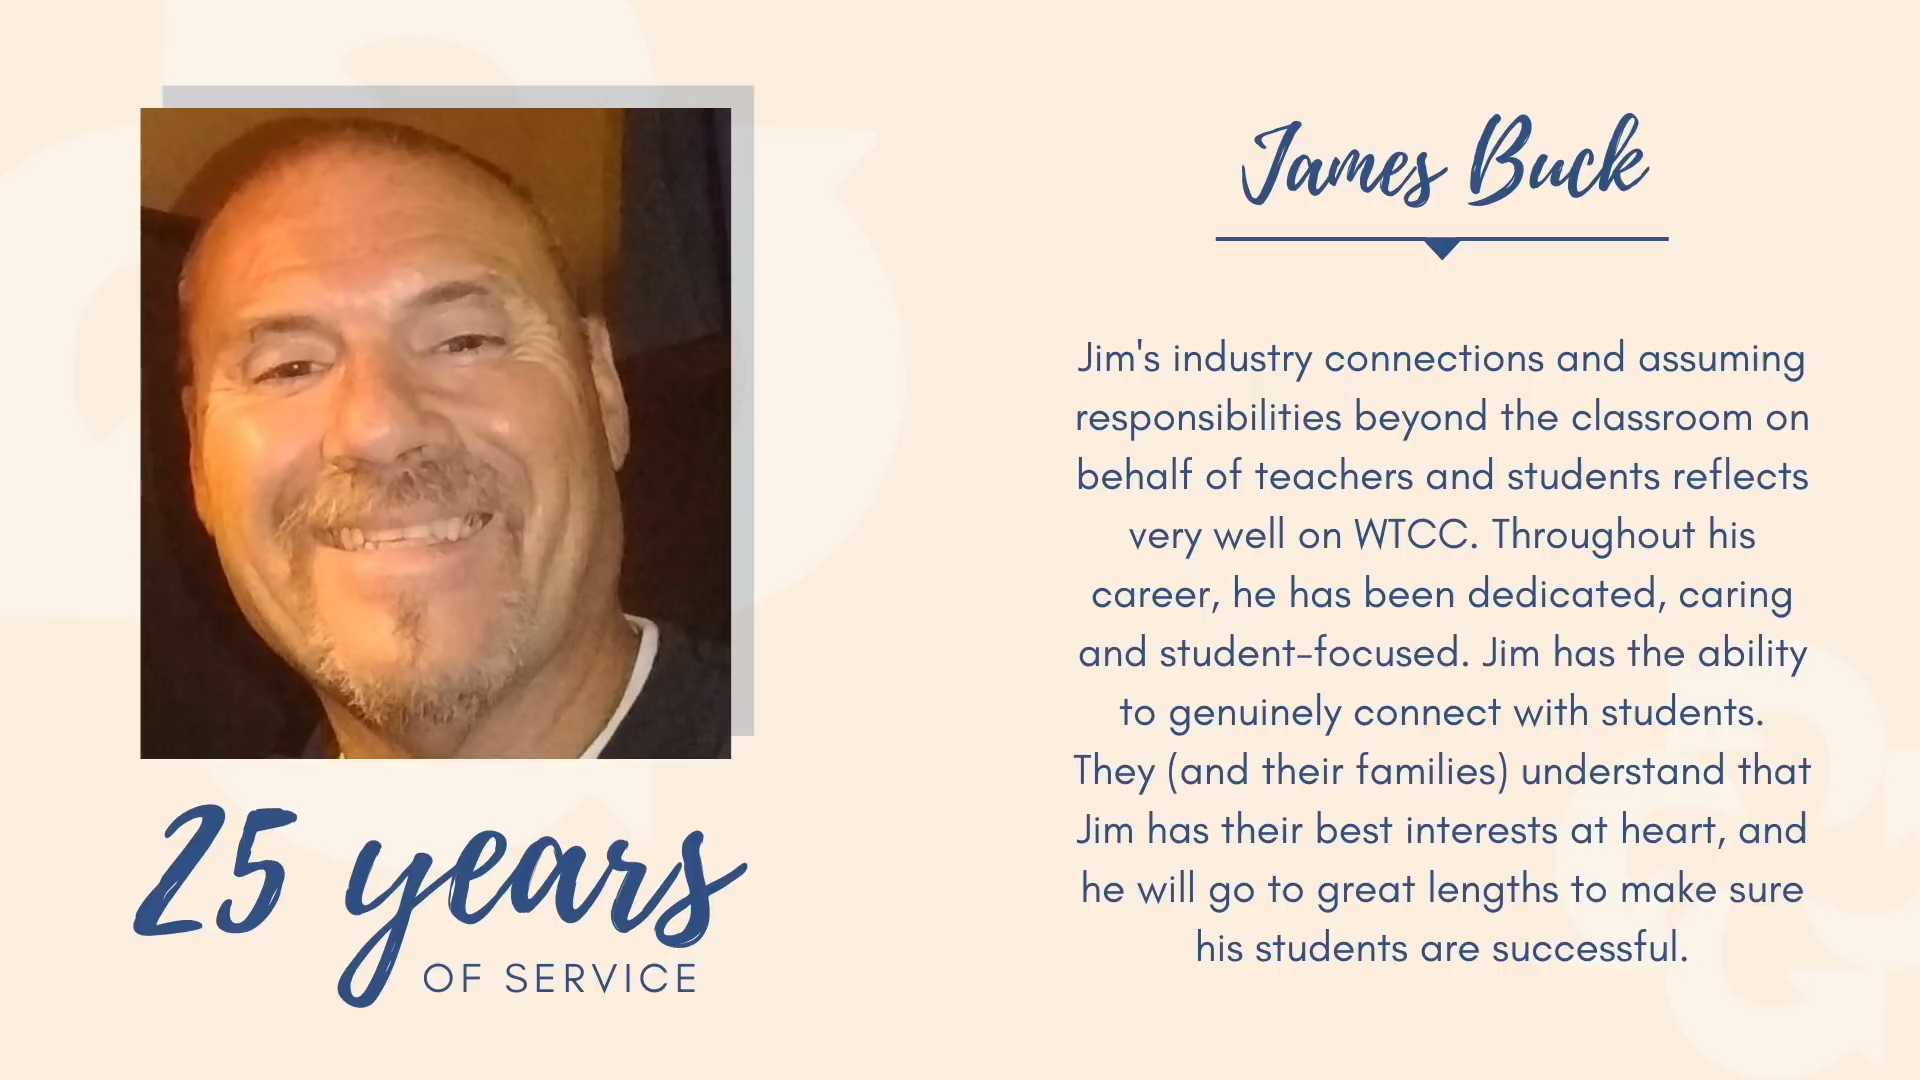 25 years
OF SERVICE
James Buck
Jim's industry connections and assuming
responsibilities beyond the classroom on
behalf of teachers and students reflects
very well on WTCC. Throughout his
career, he has been dedicated, caring
and student-focused. Jim has the ability
to genuinely connect with students.
They (and their families) understand that
Jim has their best interests at heart, and
he will go to great lengths to make sure
his students are successful.